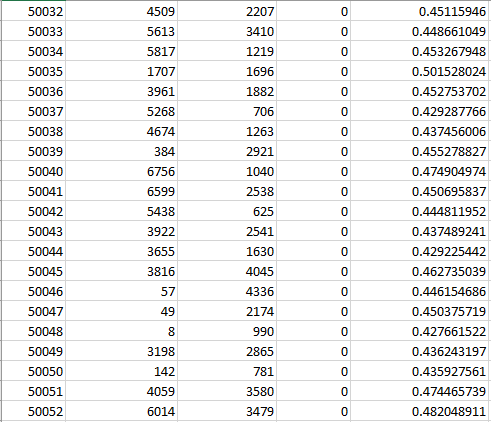 50032 4509 2207 0 0.45115946
50033 5613 3410 0 0.448661049
50034 5817 1219 0 0.453267948
50035 1707 1696 0 0.501528024
50036 3961 1882 0 0.452753702
50037 5268 706 0 0.429287766
50038 4674 1263 0 0.437456006
50039 384 2921 0 0.455278827
50040 6756 1040 0 0.474904974
50041 6599 2538 0 0.450695837
50042 5438 625 0 0.444811952
50043 3922 2541 0 0.437489241
50044 3655 1630 0 0.429225442
50045 3816 4045 0 0.462735039
50046 57 4336 0 0.446154686
50047 49 2174 0 0.450375719
50048 8 990 0 0.427661522
50049 3198 2865 0 0.436243197
50050 142 781 0 0.435927561
50051 4059 3580 0 0.474465739
50052 6014 3479 0 0.482048911